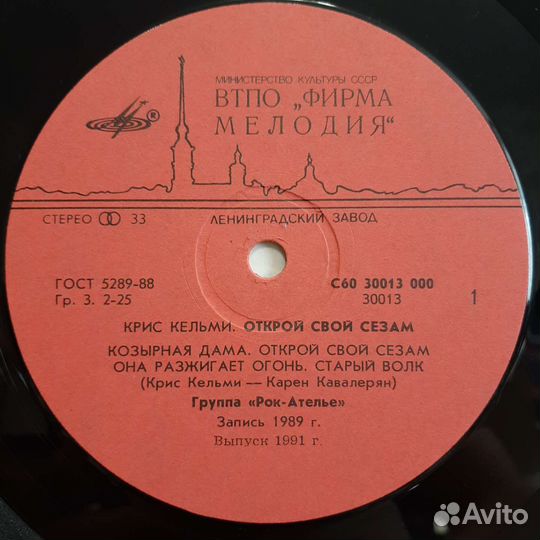 МИНИСТЕРСТВО КУЛЬТУРЫ СССР
ВТПО „ФИРМА
МЕЛОДИЯ“
®
СТЕРЕО 33
ЛЕНИНГРАДСКИЙ ЗАВОД
ГОСТ 5289-88
Гр. 3. 2-25
С60 30013 000
30013
1
КРИС КЕЛЬМИ. ОТКРОЙ СВОЙ СЕЗАМ
КОЗЫРНАЯ ДАМА. ОТКРОЙ СВОЙ СЕЗАМ
ОНА РАЗЖИГАЕТ ОГОНЬ. СТАРЫЙ ВОЛК
(Крис Кельми — Карен Кавалерян)
Группа «Рок-Ателье»
Запись 1989 г.
Выпуск 1991 г.
Avito